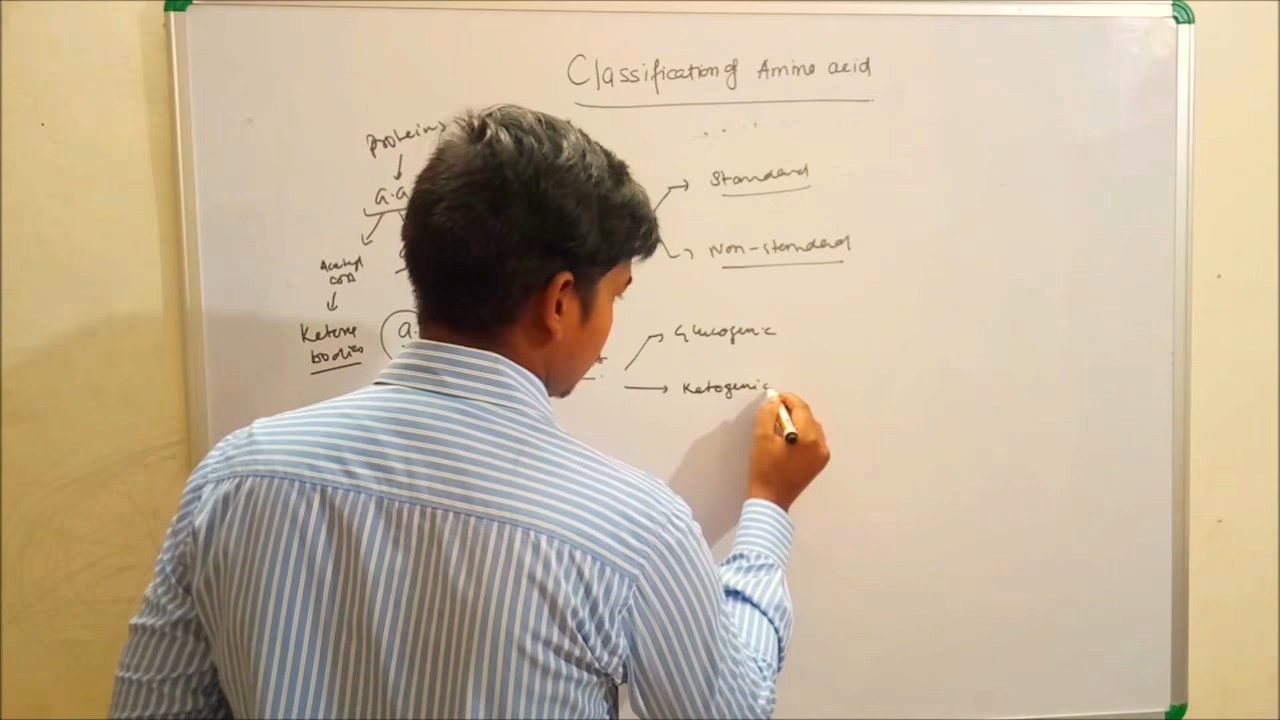 Classification of Amino acid
Proteins
a.a
Standard
Non-standard
Acetyl
COA
Ketone
bodies
a.
Glucogenic
Ketogenic